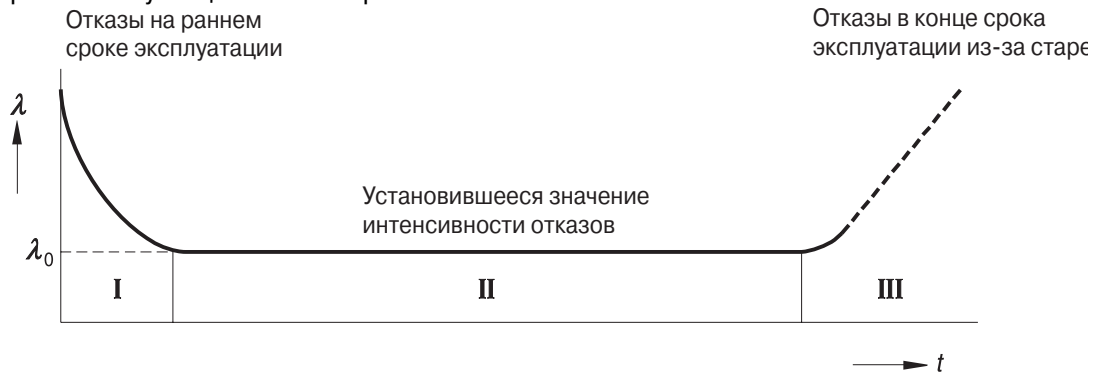 Отказы на раннем
сроке эксплуатации
Отказы в конце срока
эксплуатации из-за старе
λ
Установившееся значение
интенсивности отказов
λ₀
I
II
III
t